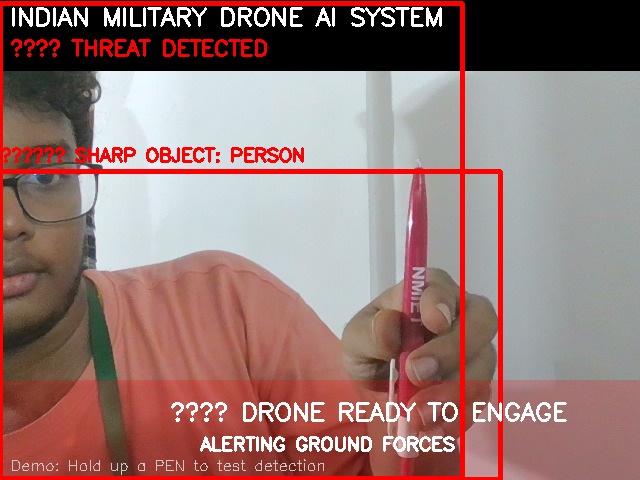 INDIAN MILITARY DRONE AI SYSTEM
???? THREAT DETECTED
?????? SHARP OBJECT: PERSON
NMIET
???? DRONE READY TO ENGAGE
ALERTING GROUND FORCES
Demo: Hold up a PEN to test detection